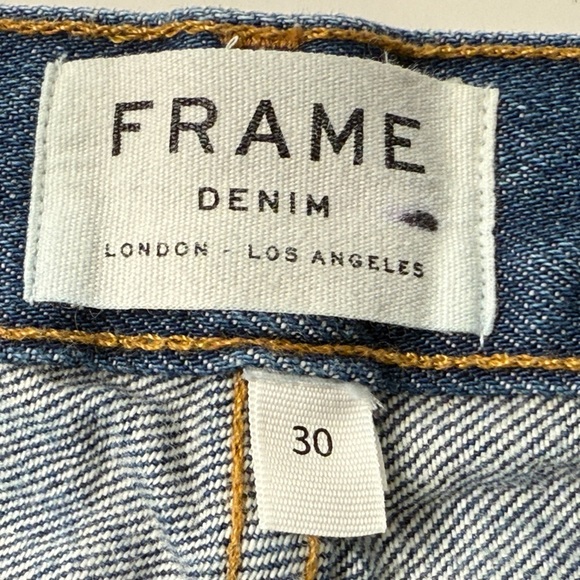 FRAME
DENIM
LONDON - LOS ANGELES
30